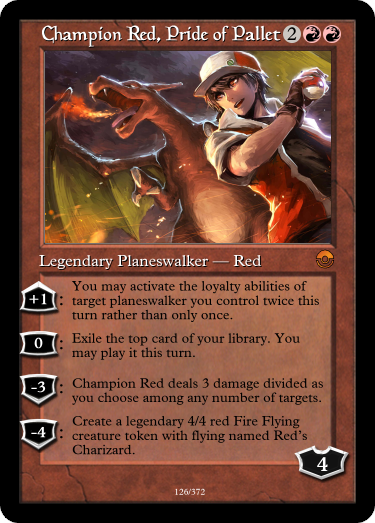 Champion Red, Pride of Pallet 2
Legendary Planeswalker — Red
+1: You may activate the loyalty abilities of
target planeswalker you control twice this
turn rather than only once.
0: Exile the top card of your library. You
may play it this turn.
-3: Champion Red deals 3 damage divided as
you choose among any number of targets.
-4: Create a legendary 4/4 red Fire Flying
creature token with flying named Red's
Charizard.
4
126/372